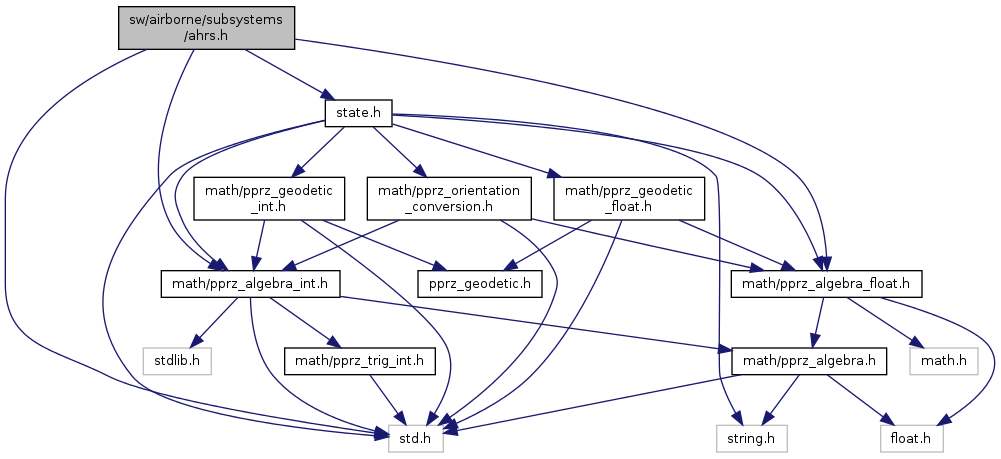 sw/airborne/subsystems
/ahrs.h
state.h
math/pprz_geodetic
_int.h
math/pprz_orientation
_conversion.h
math/pprz_geodetic
_float.h
math/pprz_algebra_int.h
pprz_geodetic.h
math/pprz_algebra_float.h
stdlib.h
math/pprz_trig_int.h
math/pprz_algebra.h
math.h
std.h
string.h
float.h